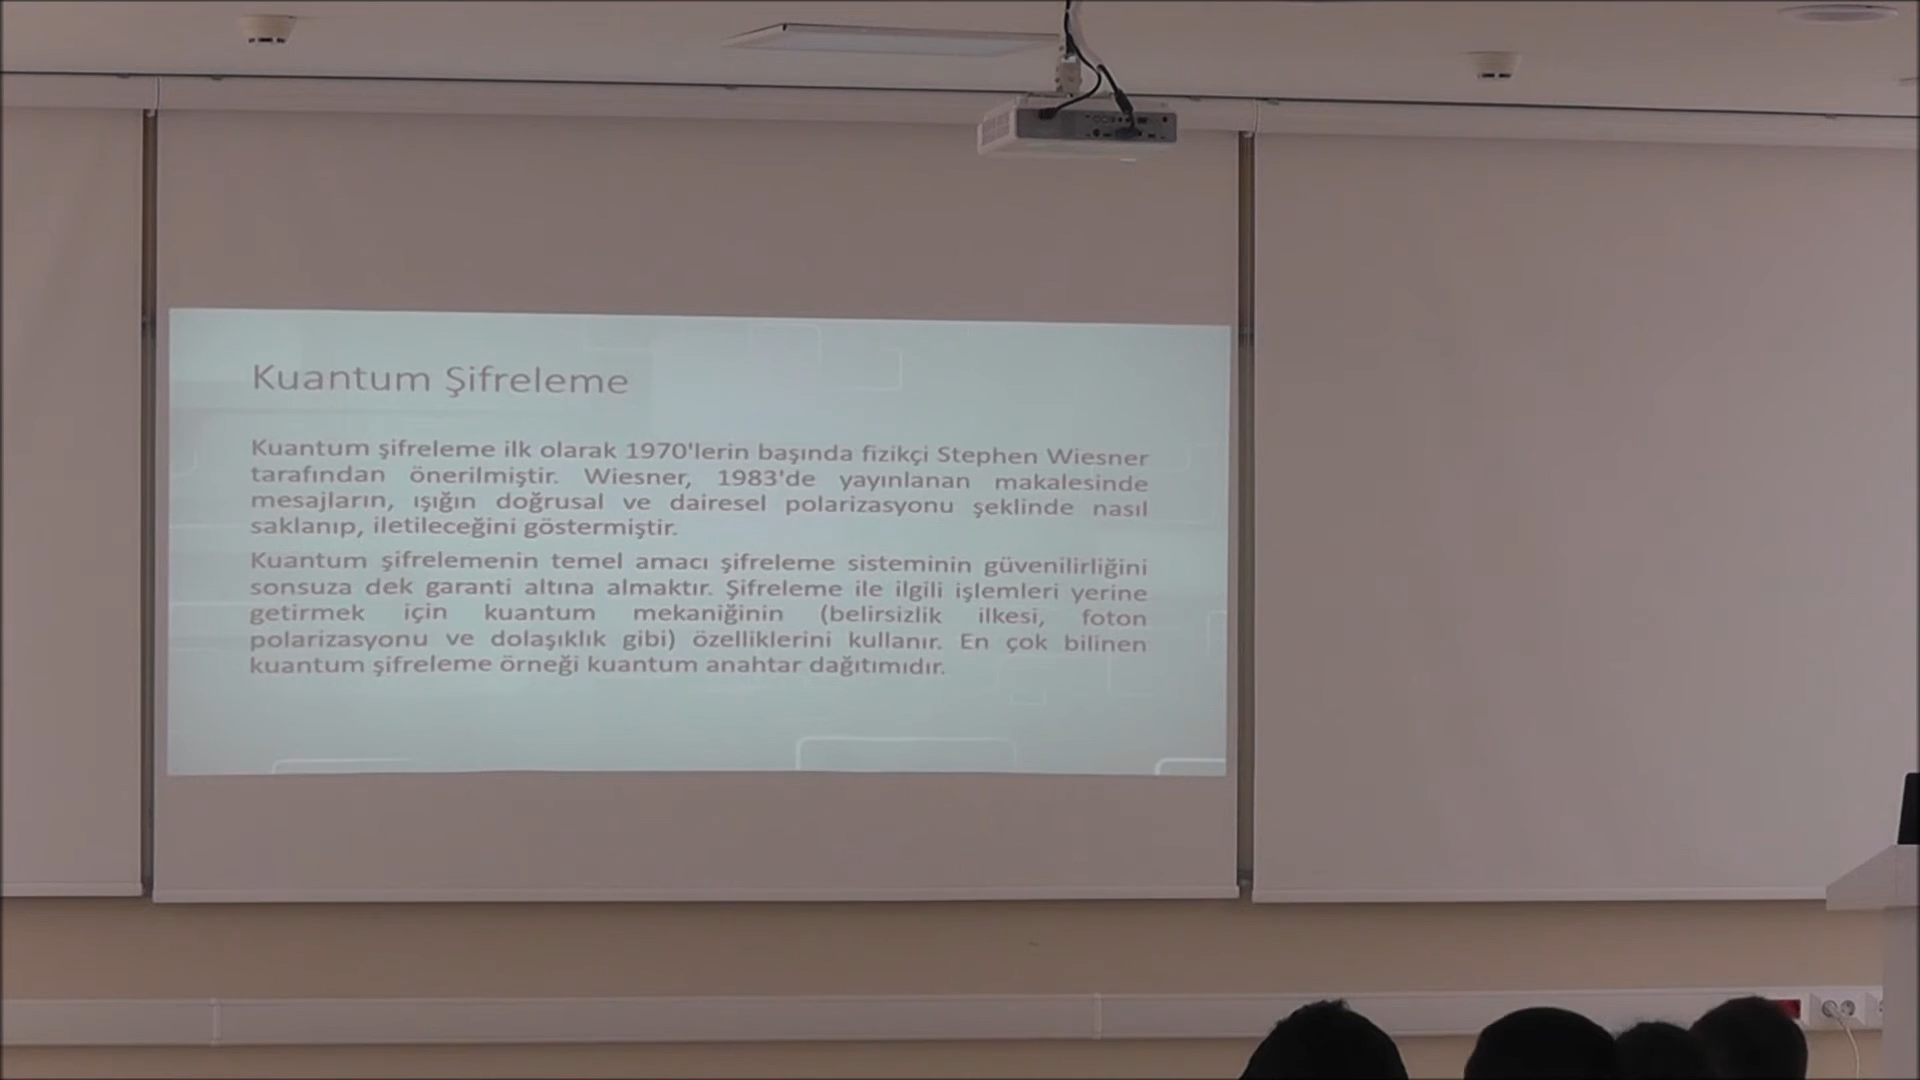 Kuantum Şifreleme
Kuantum şifreleme ilk olarak 1970'lerin başında fizikçi Stephen Wiesner
tarafından önerilmiştir. Wiesner, 1983'de yayınlanan makalesinde
mesajların, ışığın doğrusal ve dairesel polarizasyonu şeklinde nasıl
saklanıp, iletileceğini göstermiştir.
Kuantum şifrelemenin temel amacı şifreleme sisteminin güvenilirliğini
sonsuza dek garanti altına almaktır. Şifreleme ile ilgili işlemleri yerine
getirmek için kuantum mekaniğinin (belirsizlik ilkesi, foton
polarizasyonu ve dolaşıklık gibi) özelliklerini kullanır. En çok bilinen
kuantum şifreleme örneği kuantum anahtar dağıtımıdır.